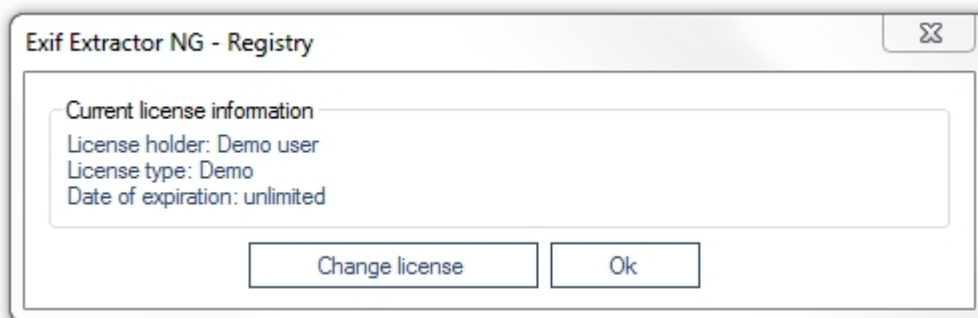 Exif Extractor NG - Registry
Current license information
License holder: Demo user
License type: Demo
Date of expiration: unlimited
Change license
Ok